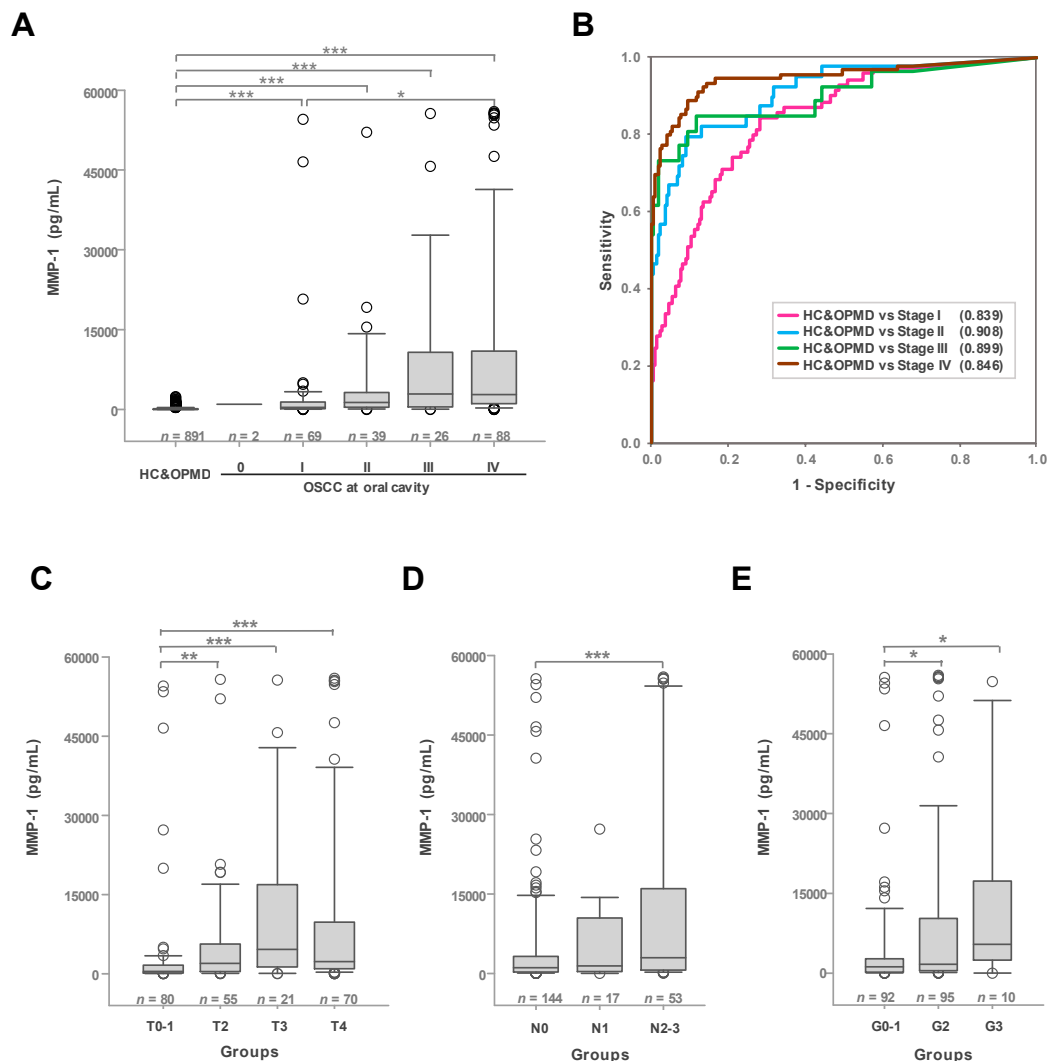 A
***
***
***
***
*
60000
45000
30000
15000
0
MMP-1 (pg/mL)
n = 891
n = 2
n = 69
n = 39
n = 26
n = 88
HC&OPMD
0
I
II
III
IV
OSCC at oral cavity
B
1.0
0.8
0.6
0.4
0.2
0.0
Sensitivity
HC&OPMD vs Stage I (0.839)
HC&OPMD vs Stage II (0.908)
HC&OPMD vs Stage III (0.899)
HC&OPMD vs Stage IV (0.846)
0.0 0.2 0.4 0.6 0.8 1.0
1 - Specificity
C
***
***
**
60000
45000
30000
15000
0
MMP-1 (pg/mL)
n = 80
n = 55
n = 21
n = 70
T0-1
T2
T3
T4
Groups
D
***
60000
45000
30000
15000
0
MMP-1 (pg/mL)
n = 144
n = 17
n = 53
N0
N1
N2-3
Groups
E
*
*
60000
45000
30000
15000
0
MMP-1 (pg/mL)
n = 92
n = 95
n = 10
G0-1
G2
G3
Groups